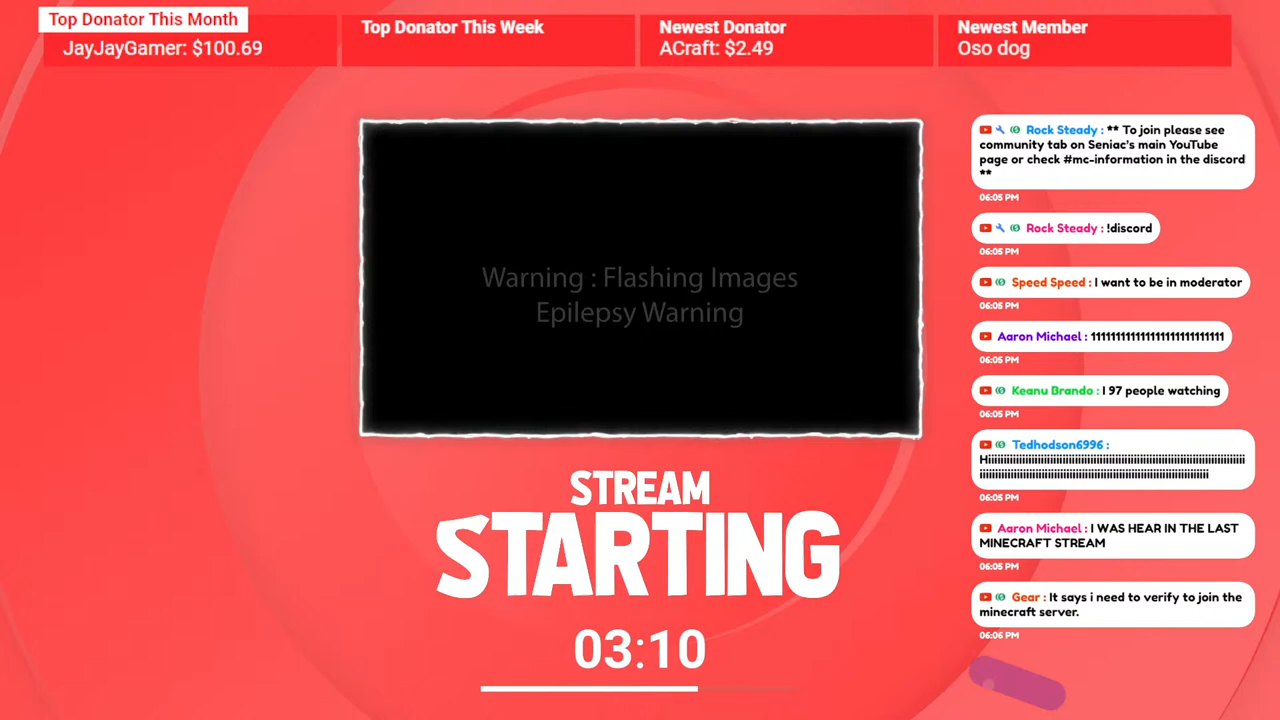 Top Donator This Month
JayJayGamer: $100.69
Top Donator This Week
Newest Donator
ACraft: $2.49
Newest Member
Oso dog
Warning : Flashing Images
Epilepsy Warning
STREAM
STARTING
03:10
Rock Steady : ** To join please see
community tab on Seniac's main YouTube
page or check #mc-information in the discord
**
06:05 PM
Rock Steady : !discord
06:05 PM
Speed Speed : I want to be in moderator
06:05 PM
Aaron Michael : 111111111111111111111111111
06:05 PM
Keanu Brando : I 97 people watching
06:05 PM
Tedhodson6996 :
06:05 PM
Aaron Michael : I WAS HEAR IN THE LAST
MINECRAFT STREAM
06:05 PM
Gear : It says i need to verify to join the
minecraft server.
06:06 PM